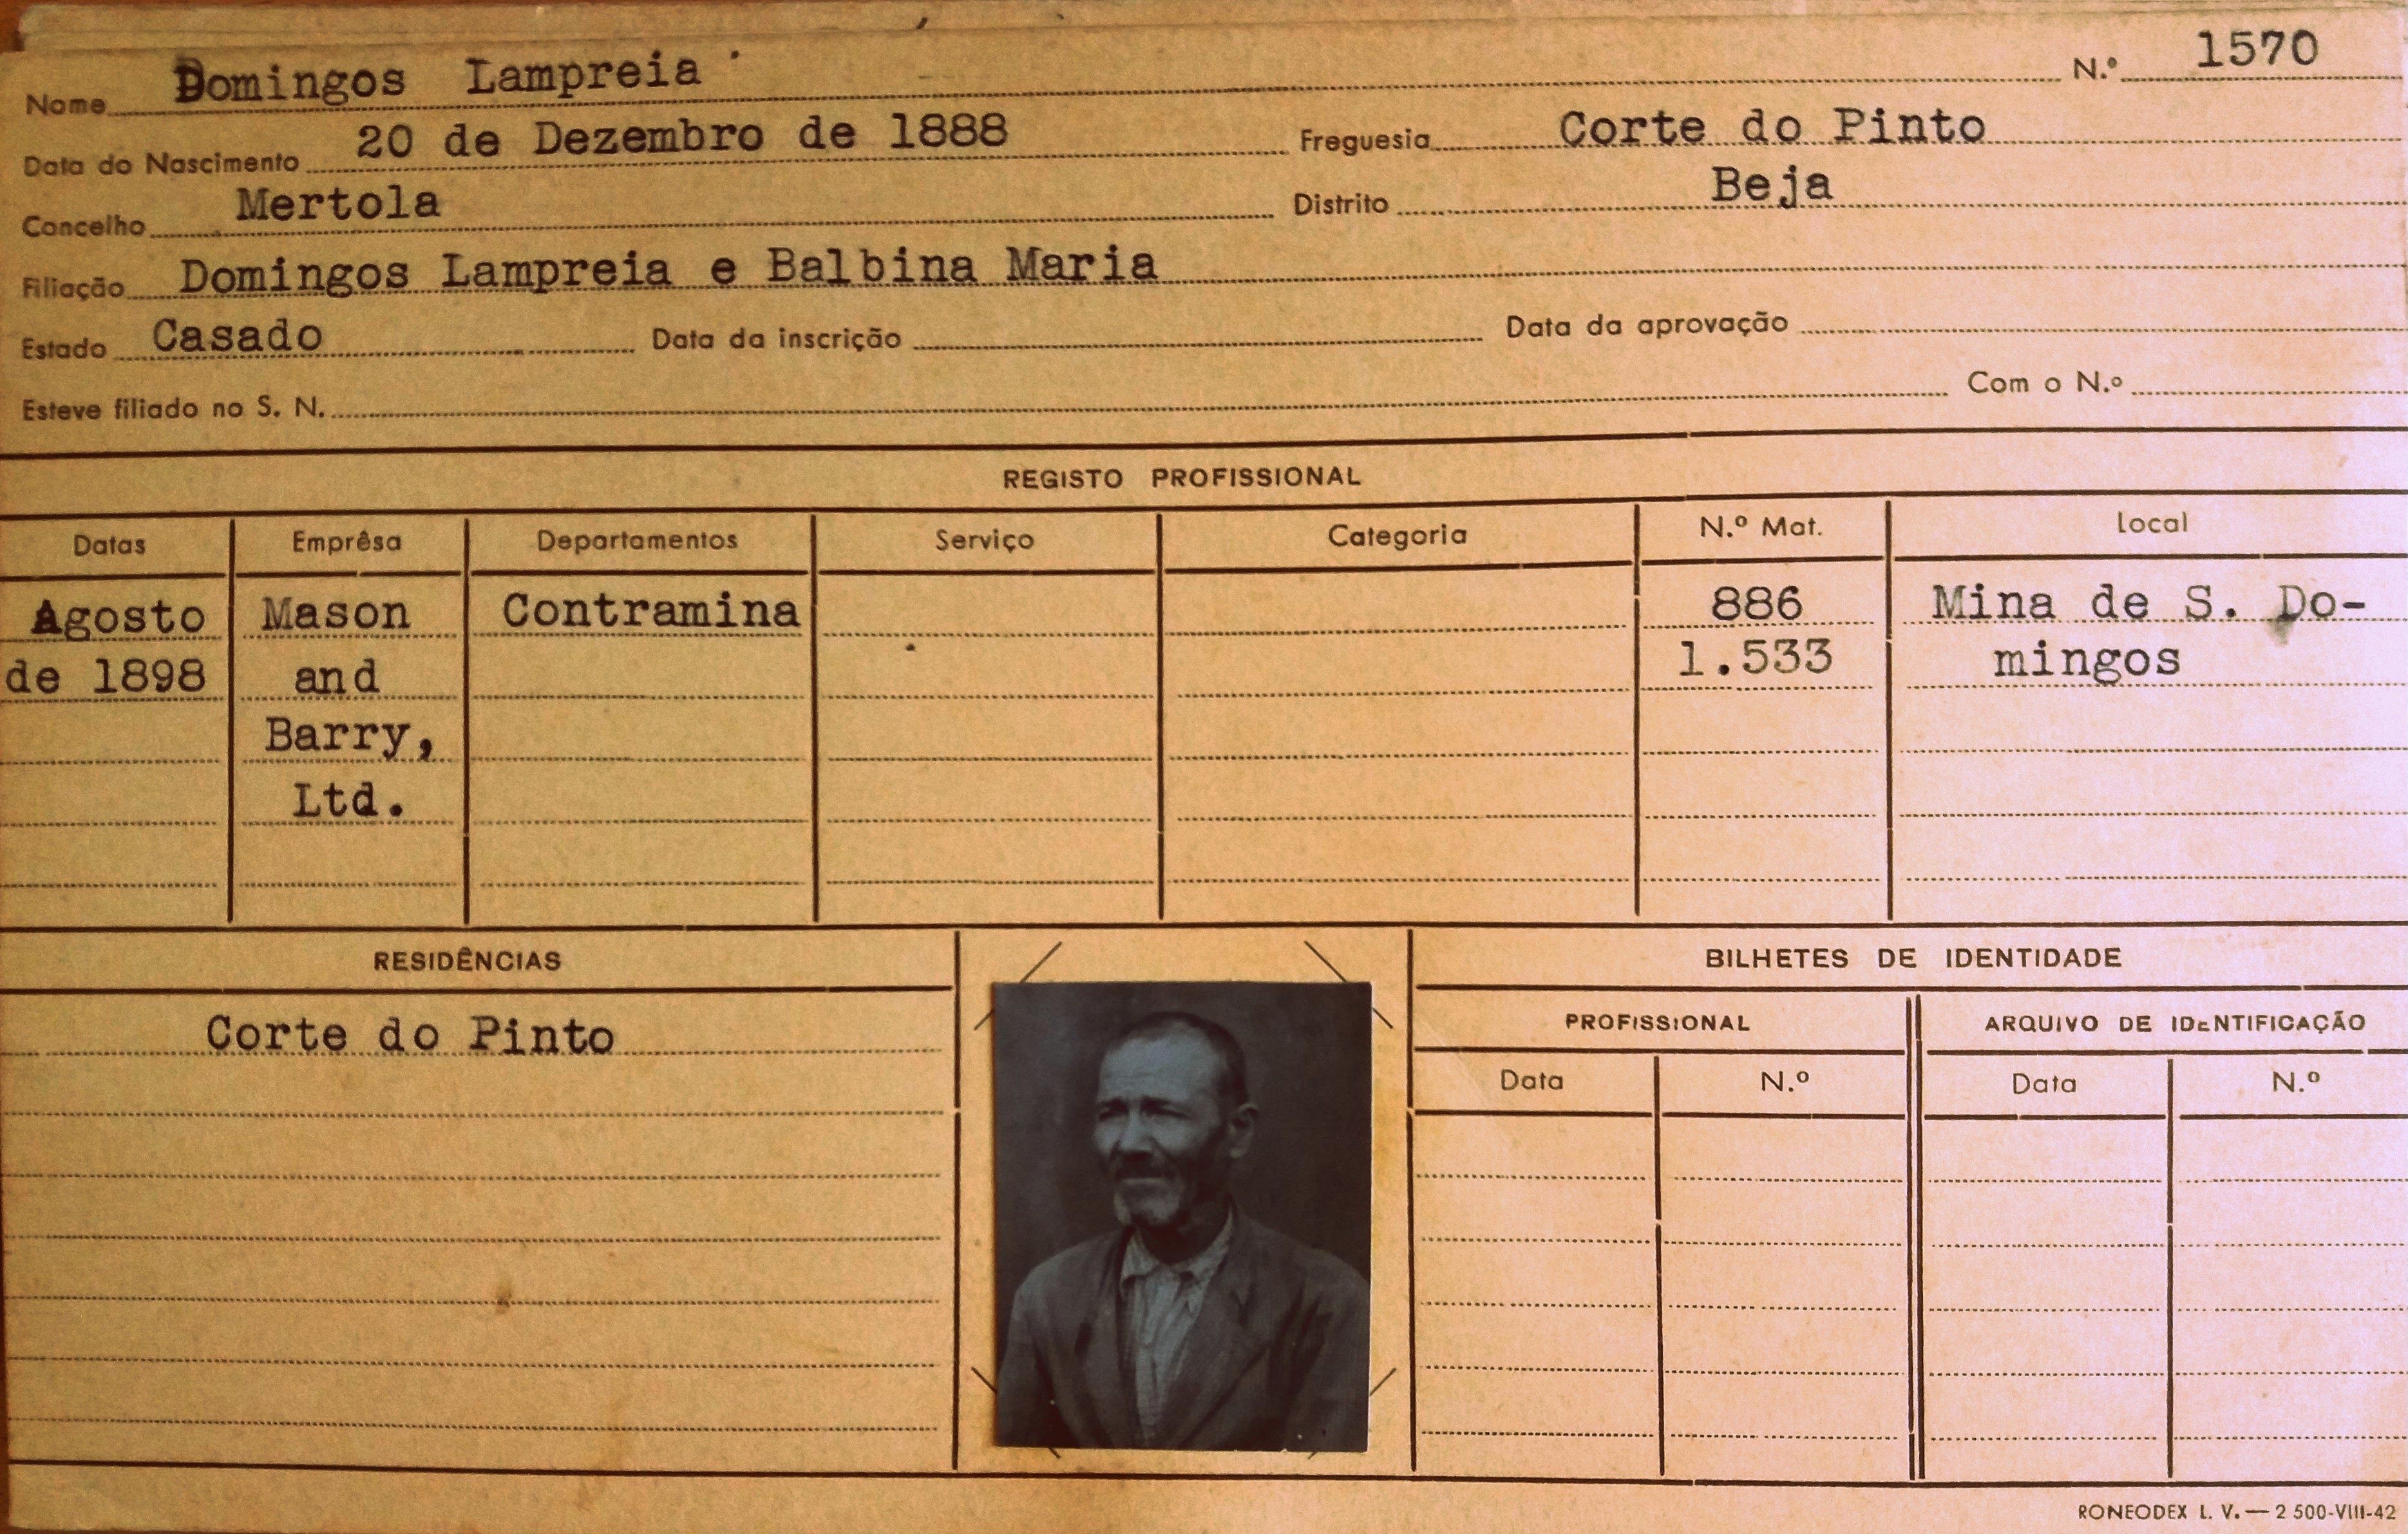 Nome Domingos Lampreia N.º 1570
Data do Nascimento 20 de Dezembro de 1888 Freguesia Corte do Pinto
Concelho Mertola Distrito Beja
Filiação Domingos Lampreia e Balbina Maria
Estado Casado Data da inscrição Data da aprovação
Esteve filiado no S. N. Com o N.º
REGISTO PROFISSIONAL
Datas Emprêsa Departamentos Serviço Categoria N.º Mat. Local
Agosto Mason Contramina 886 Mina de S. Do-
de 1898 and 1.533 mingos
Barry,
Ltd.
RESIDÊNCIAS BILHETES DE IDENTIDADE
Corte do Pinto PROFISSIONAL ARQUIVO DE IDENTIFICAÇÃO
Data N.º Data N.º
RONEODEX L. V. — 2 500-VIII-42